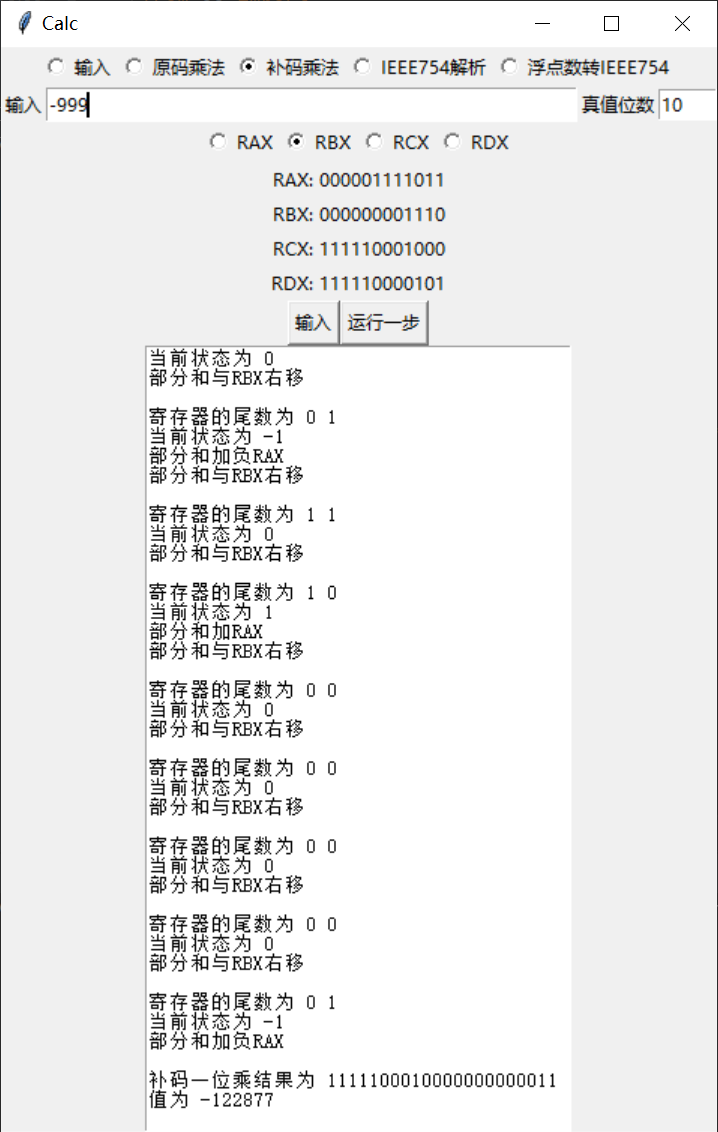 Calc
输入 原码乘法 补码乘法 IEEE754解析 浮点数转IEEE754
输入 -999 真值位数 10
RAX RBX RCX RDX
RAX: 000001111011
RBX: 000000001110
RCX: 111110001000
RDX: 111110000101
输入 运行一步
当前状态为 0
部分和与RBX右移
寄存器的尾数为 0 1
当前状态为 -1
部分和加负RAX
部分和与RBX右移
寄存器的尾数为 1 1
当前状态为 0
部分和与RBX右移
寄存器的尾数为 1 0
当前状态为 1
部分和加RAX
部分和与RBX右移
寄存器的尾数为 0 0
当前状态为 0
部分和与RBX右移
寄存器的尾数为 0 0
当前状态为 0
部分和与RBX右移
寄存器的尾数为 0 0
当前状态为 0
部分和与RBX右移
寄存器的尾数为 0 0
当前状态为 0
部分和与RBX右移
寄存器的尾数为 0 1
当前状态为 -1
部分和加负RAX
补码一位乘结果为 1111100010000000000011
值为 -122877